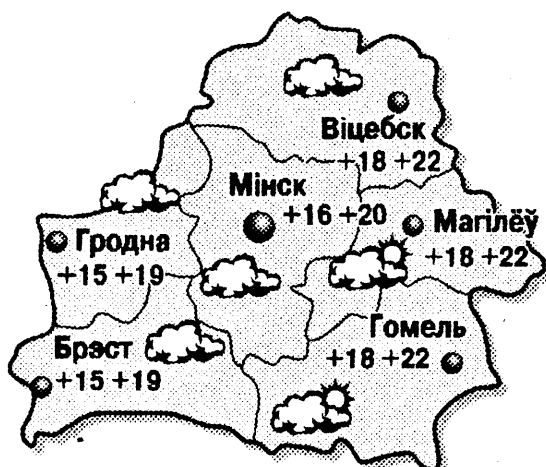 Віцебск
+18 +22
Мінск
+16 +20
Магілёў
+18 +22
Гродна
+15 +19
Гомель
+18 +22
Брэст
+15 +19